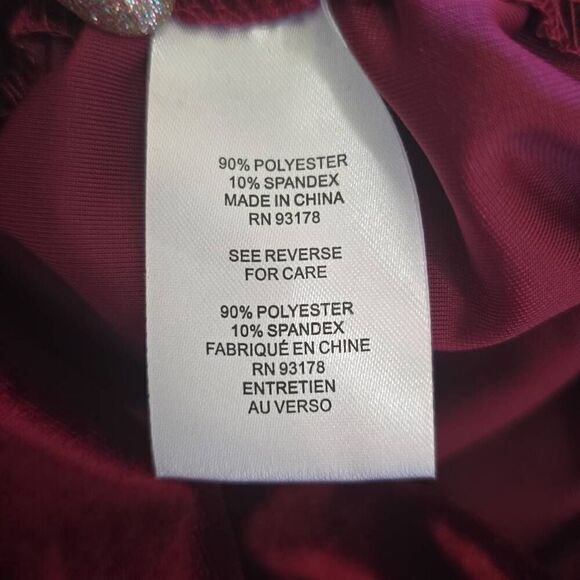 90% POLYESTER
10% SPANDEX
MADE IN CHINA
RN 93178
SEE REVERSE
FOR CARE
90% POLYESTER
10% SPANDEX
FABRIQUÉ EN CHINE
RN 93178
ENTRETIEN
AU VERSO